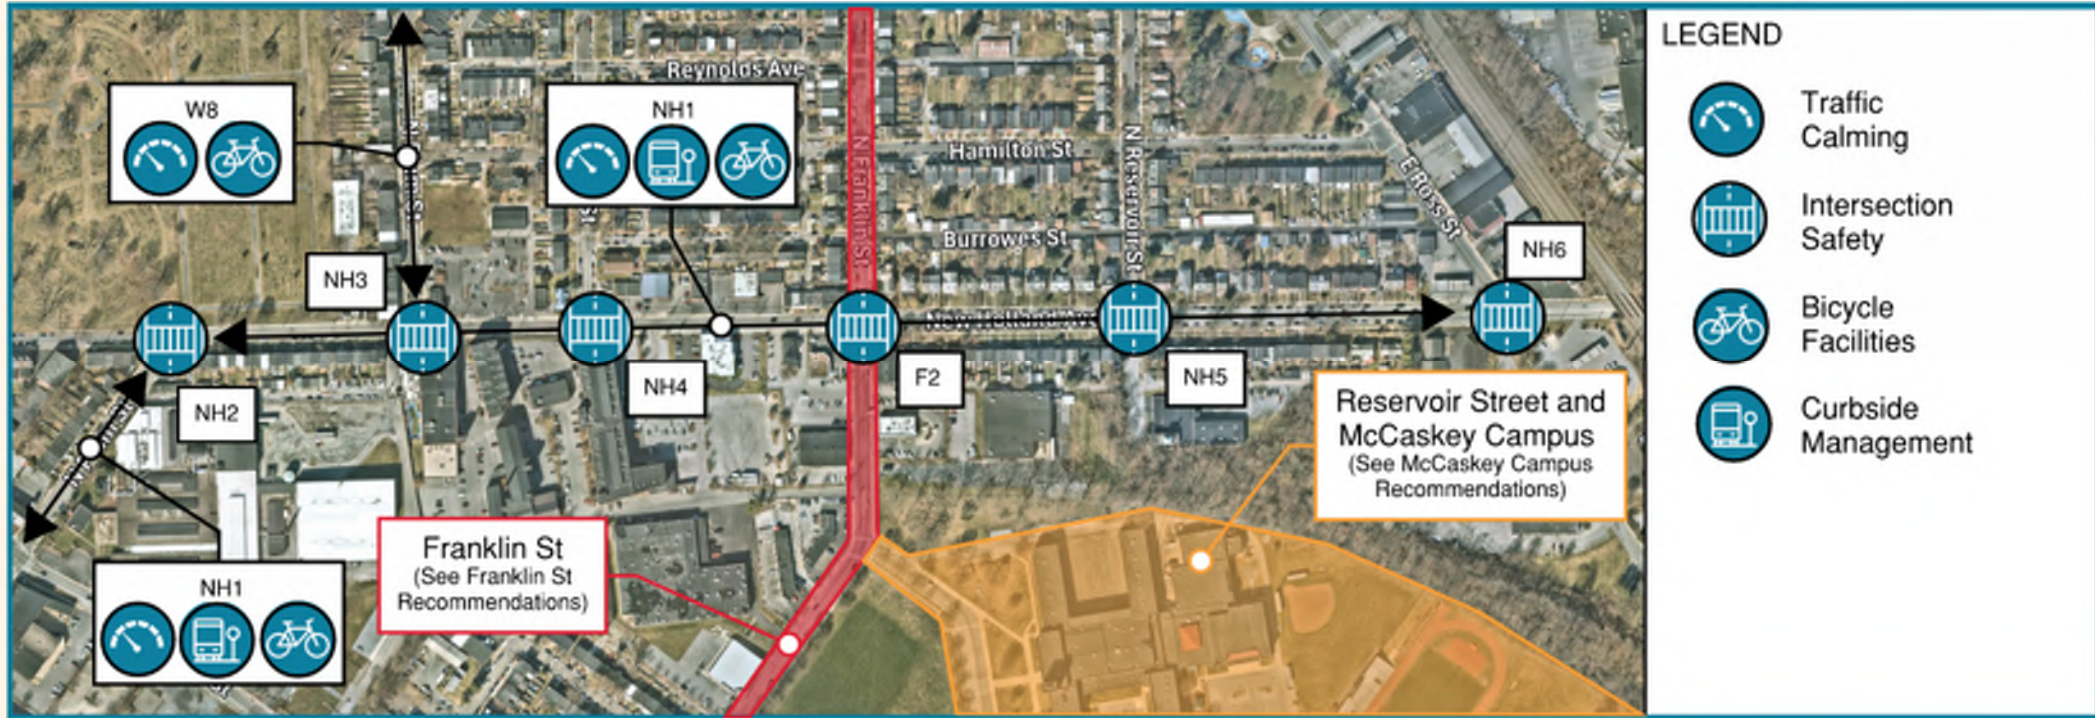 Reynolds Ave
W8
NH1
N Franklin St
Hamilton St
N Reservoir St
E Ross St
Burrowes St
NH3
NH6
St
New Holland Ave
NH4
F2
NH5
NH2
Reservoir Street and
McCaskey Campus
(See McCaskey Campus
Recommendations)
Franklin St
(See Franklin St
Recommendations)
NH1
St
LEGEND
Traffic
Calming
Intersection
Safety
Bicycle
Facilities
Curbside
Management